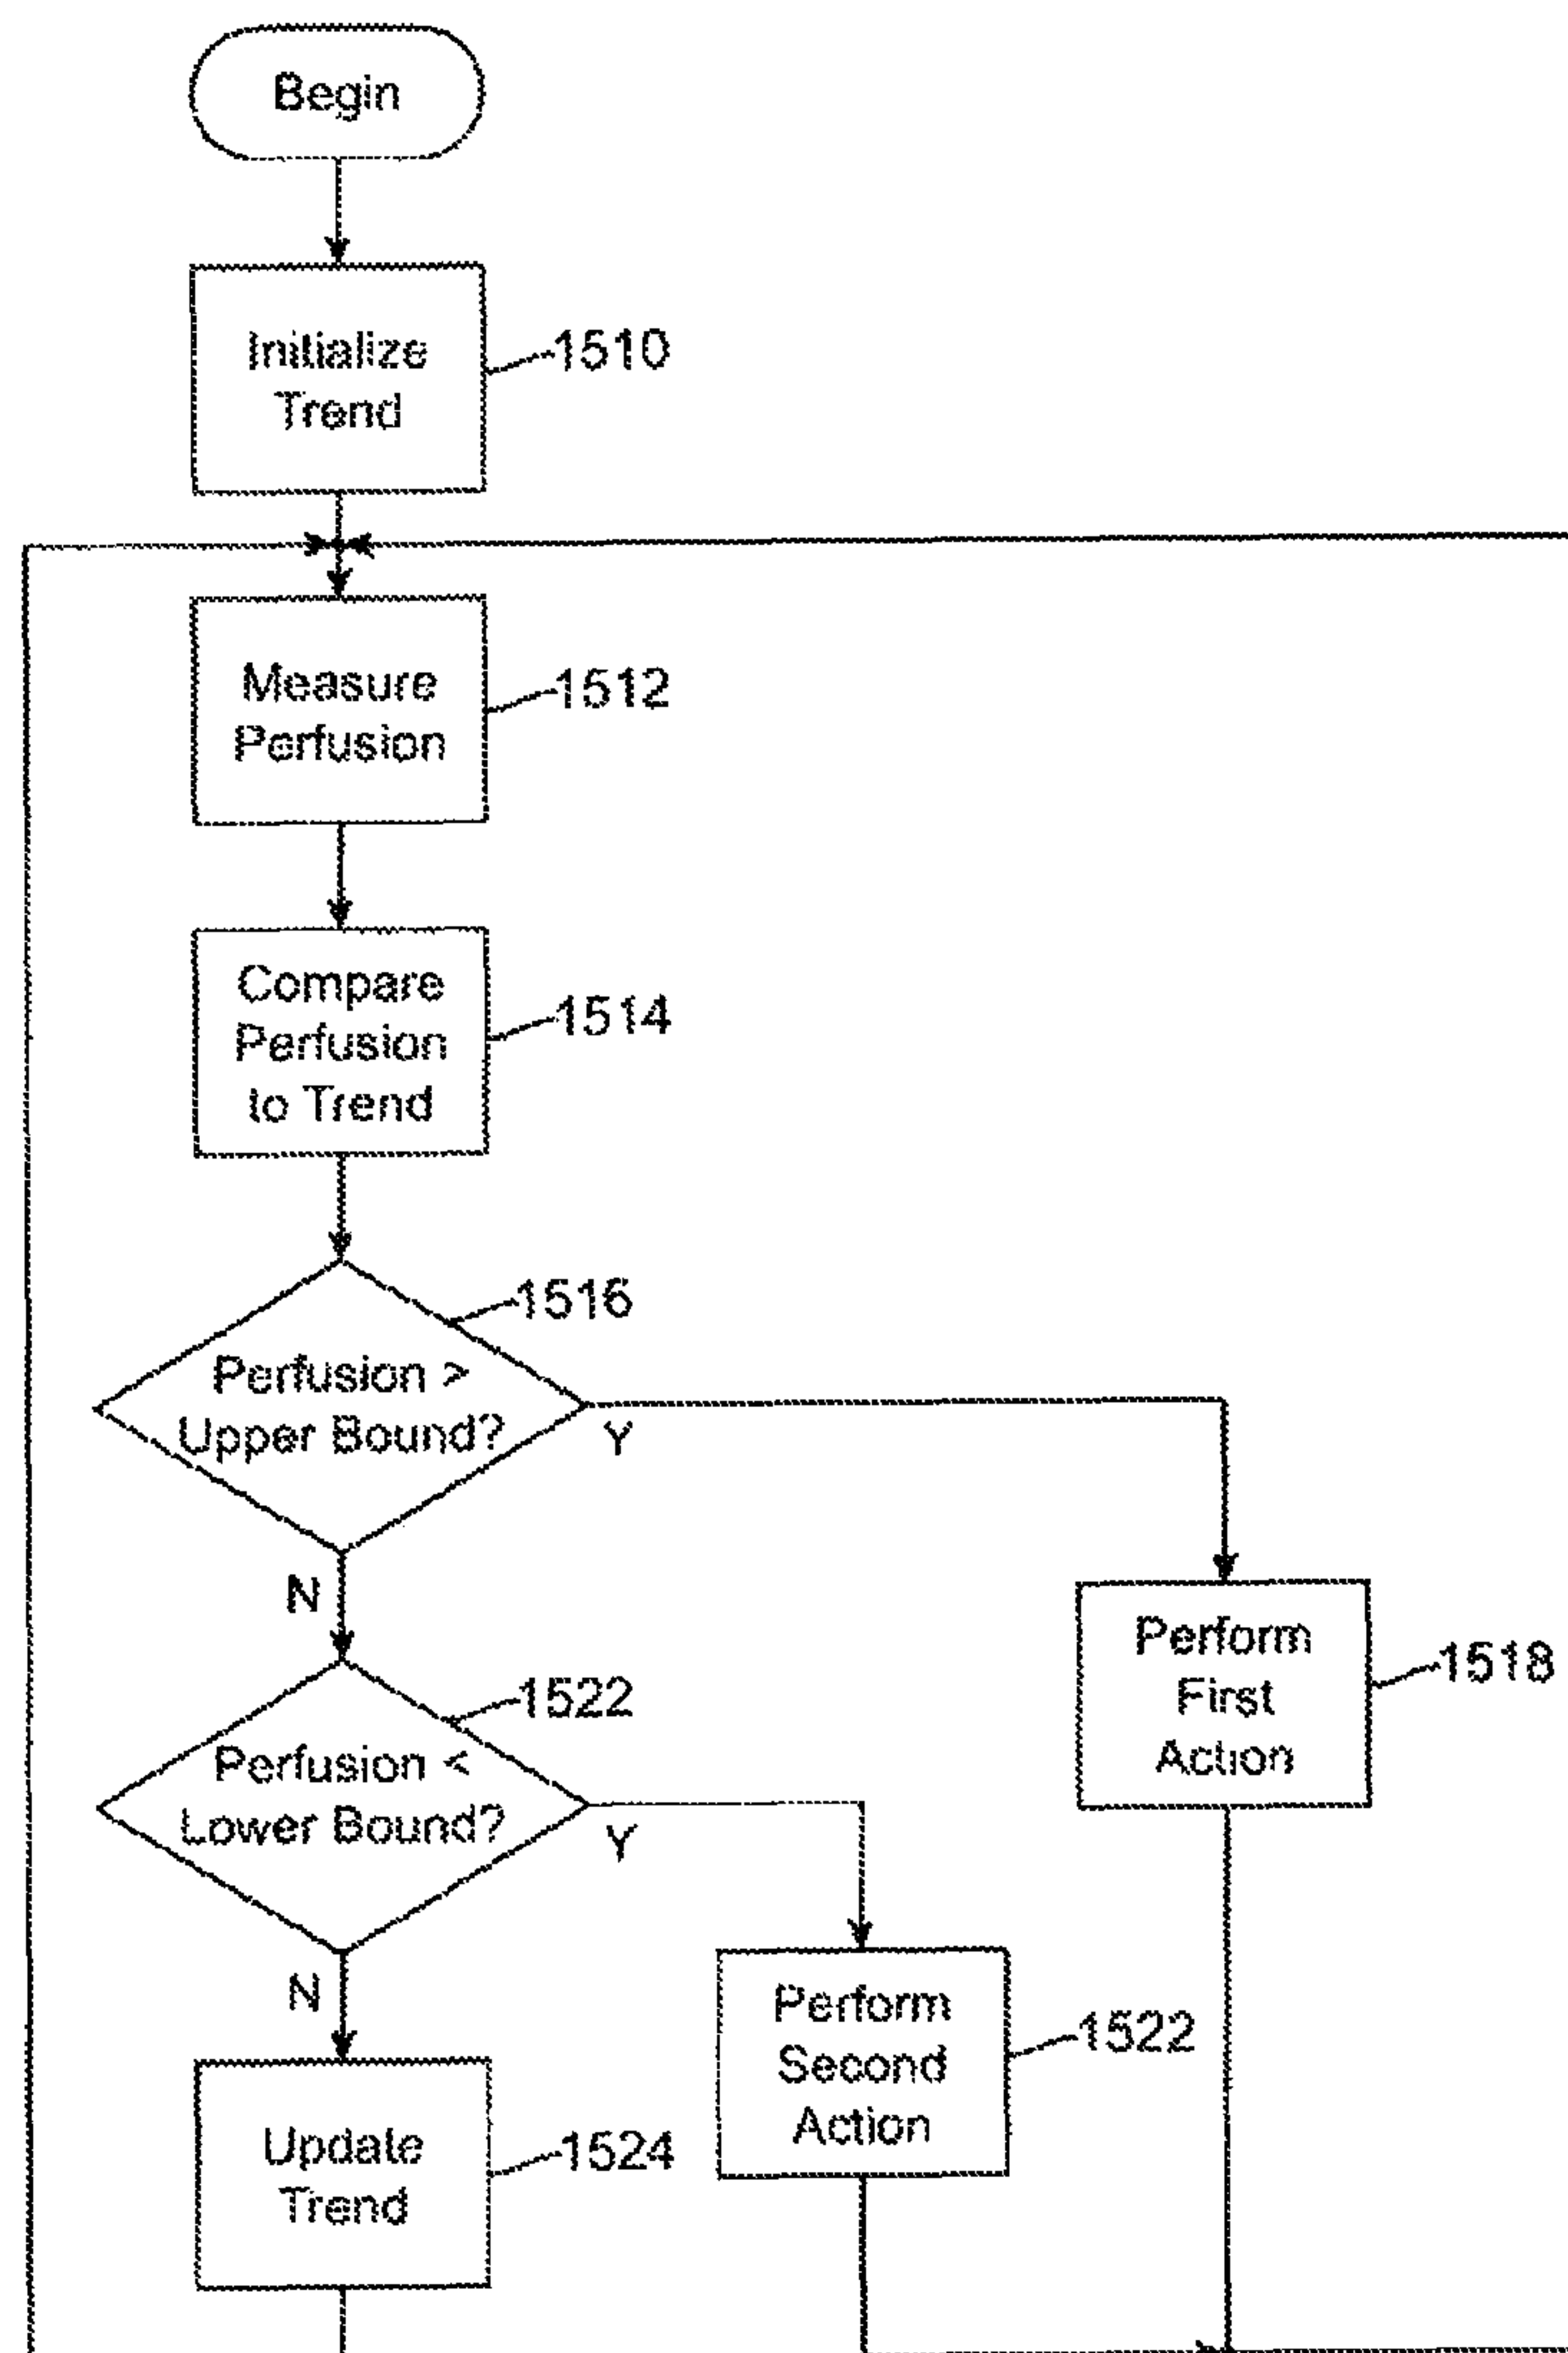 Begin
Initialize
Trend
1510
Measure
Perfusion
1512
Compare
Perfusion
to Trend
1514
1516
Perfusion >
Upper Bound?
Y
N
Perform
First
Action
1518
1522
Perfusion <
Lower Bound?
Y
N
Perform
Second
Action
1522
Update
Trend
1524